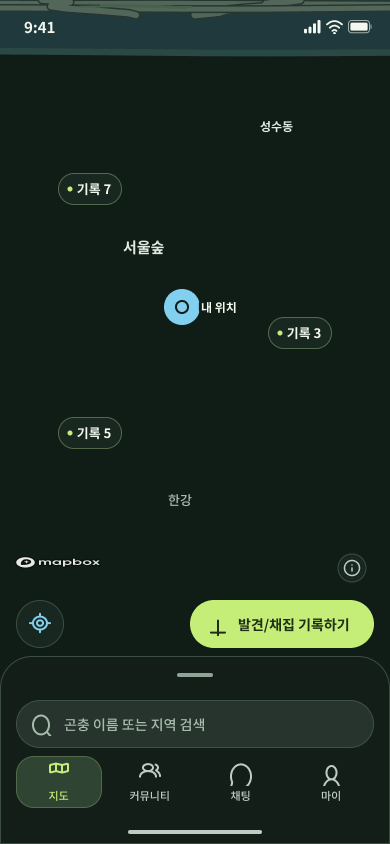 9:41
성수동
기록 7
서울숲
내 위치
기록 3
기록 5
한강
mapbox
발견/채집 기록하기
곤충 이름 또는 지역 검색
지도
커뮤니티
채팅
마이